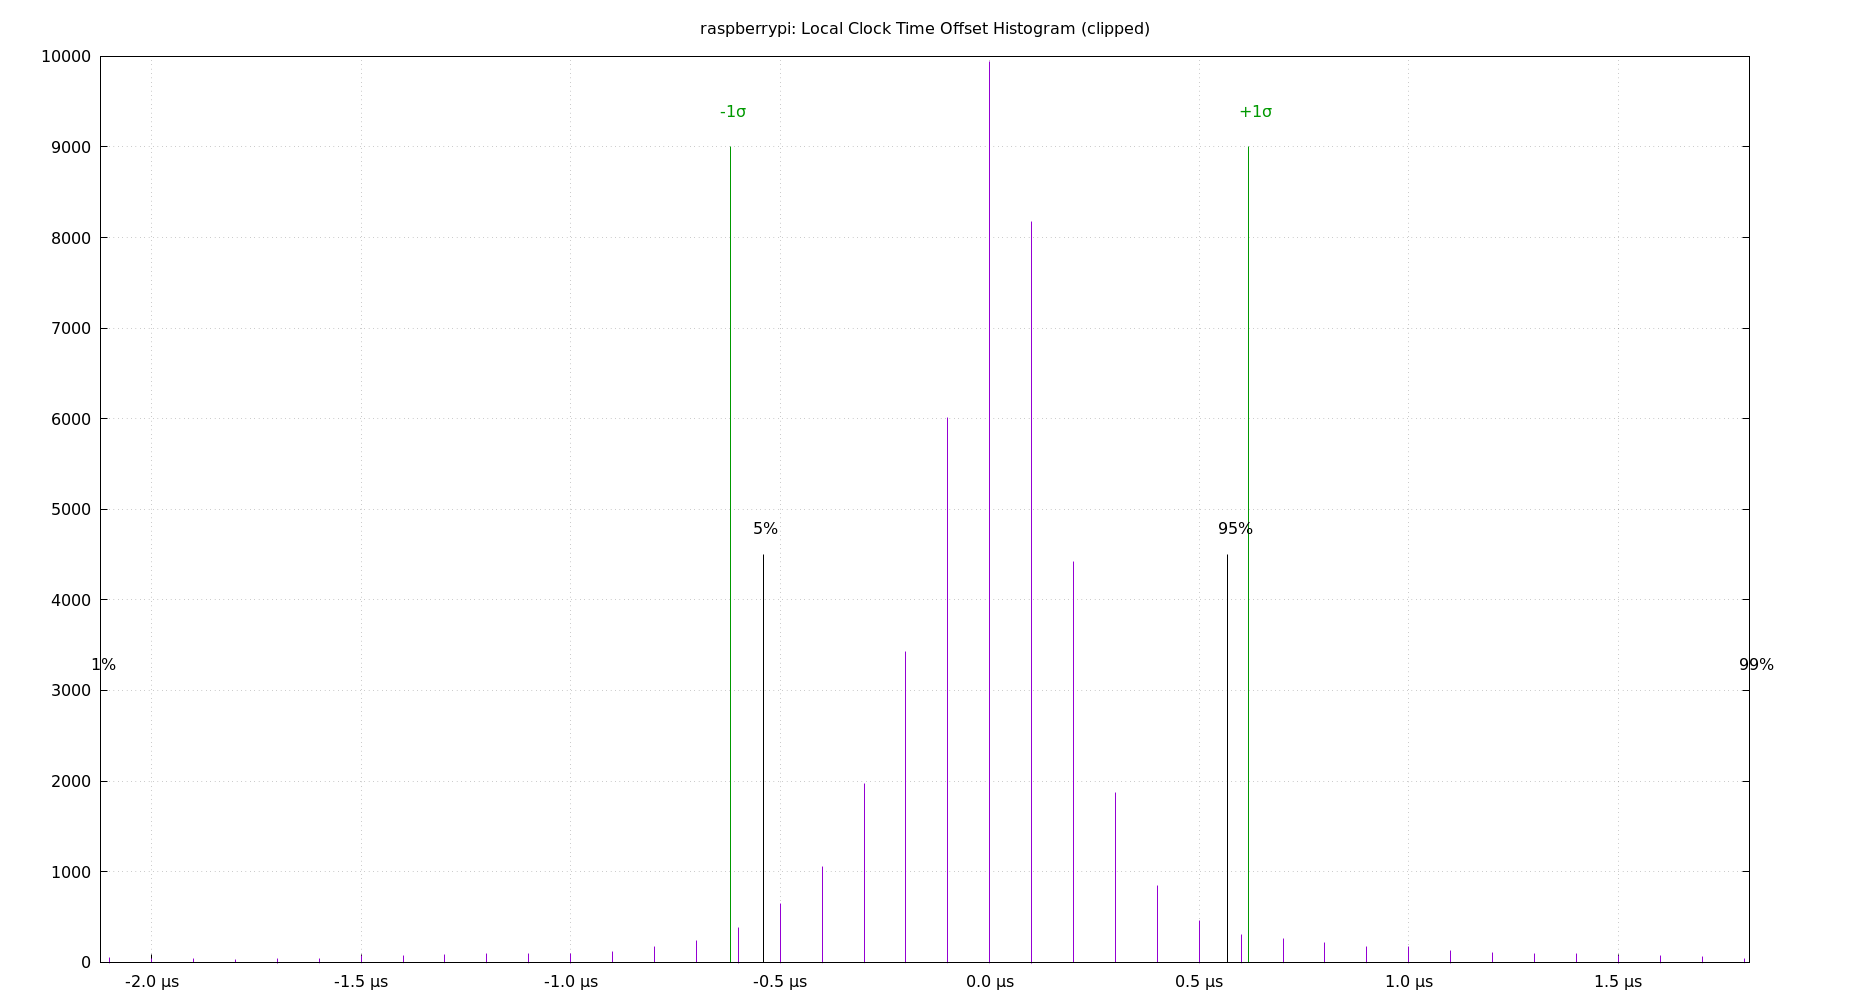 raspberrypi: Local Clock Time Offset Histogram (clipped)
10000
-1σ
+1σ
9000
8000
7000
6000
5000
5%
95%
4000
1%
99%
3000
2000
1000
0
-2.0 µs
-1.5 µs
-1.0 µs
-0.5 µs
0.0 µs
0.5 µs
1.0 µs
1.5 µs